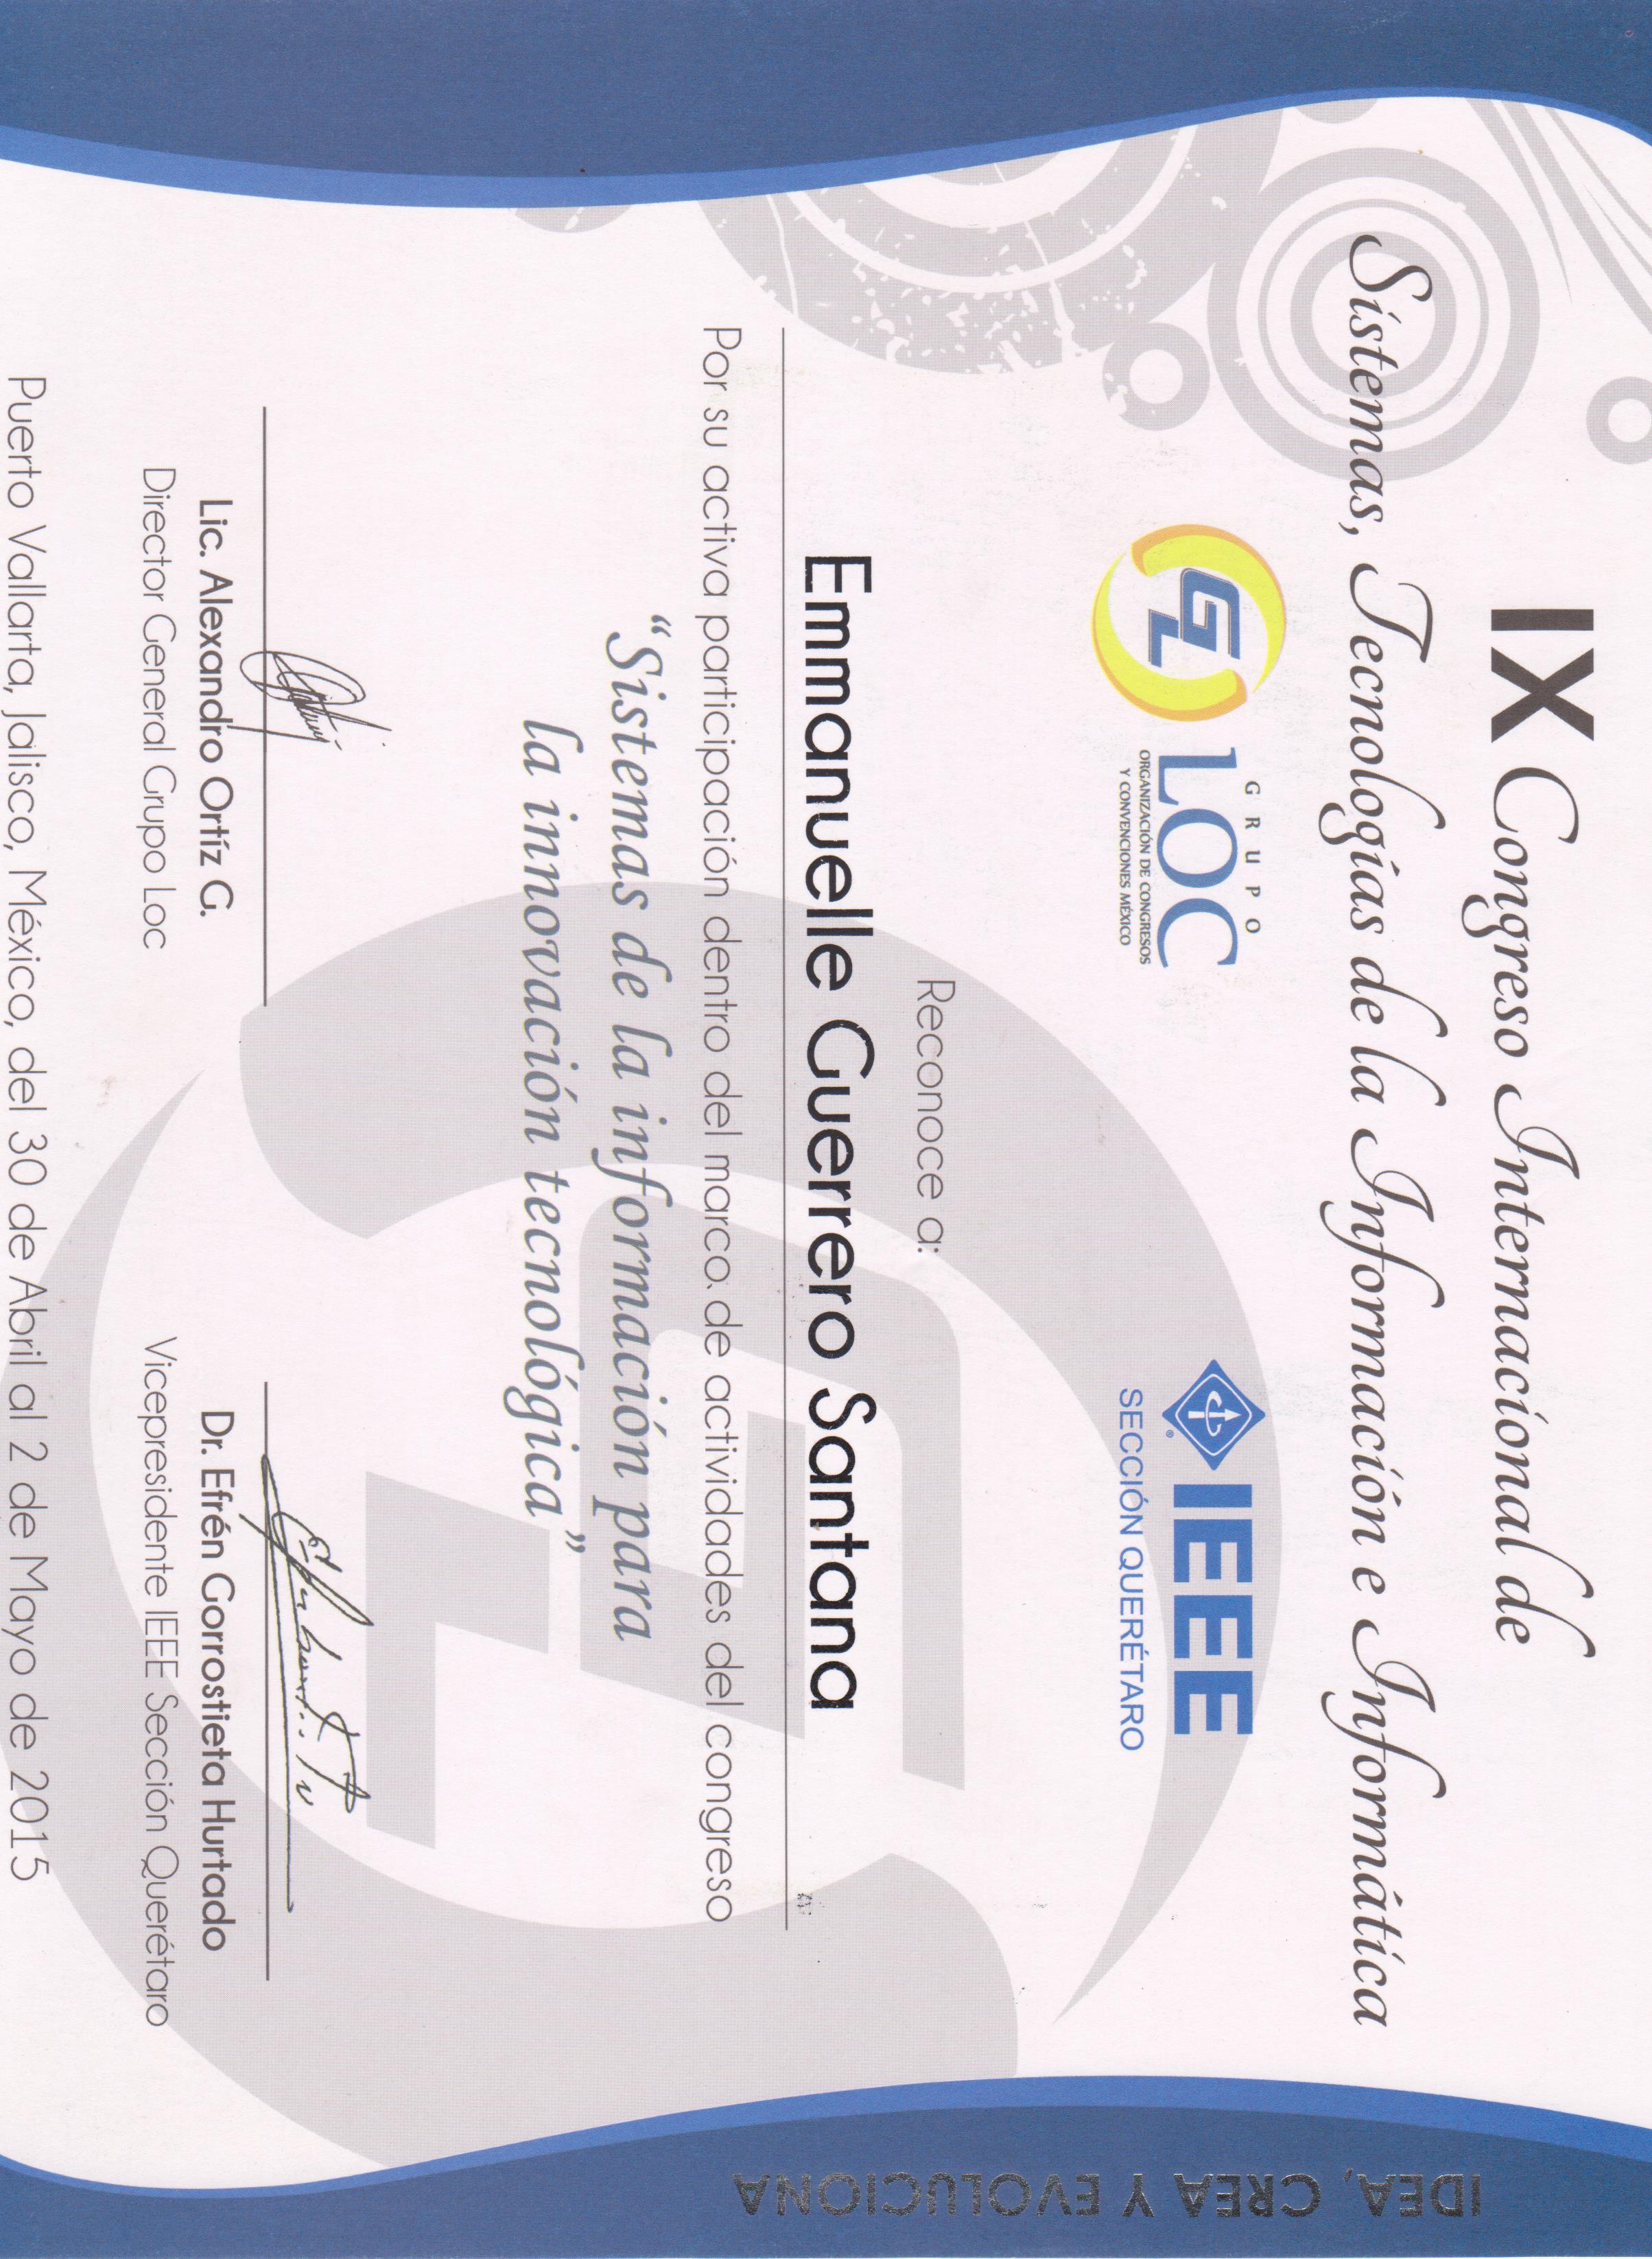 IX Congreso Internacional de
Sistemas, Tecnologías de la Información e Informática
GL
GRUPO
LOC
ORGANIZACIÓN DE CONGRESOS
Y CONVENCIONES MÉXICO
IEEE
SECCIÓN QUERÉTARO
IDEA, CREA Y EVOLUCIONA
Reconoce a:
Emmanuelle Guerrero Santana
Por su activa participación dentro del marco de actividades del congreso
“Sistemas de la información para
la innovación tecnológica”
Lic. Alexandro Ortíz G.
Director General Grupo Loc
Dr. Efrén Gorrostieta Hurtado
Vicepresidente IEEE Sección Querétaro
Puerto Vallarta, Jalisco, México, del 30 de Abril al 2 de Mayo de 2015